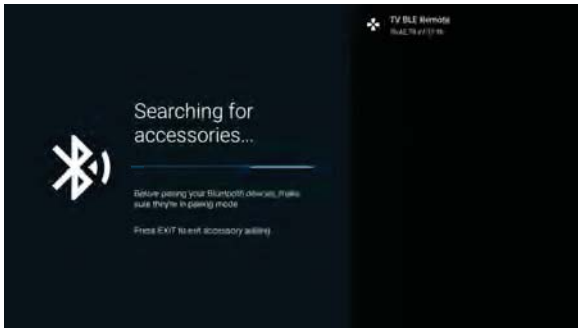 Searching for
accessories...
Before pairing your Bluetooth devices, make
sure they're in pairing mode
Press EXIT to exit accessory adding
TV BLE Remote